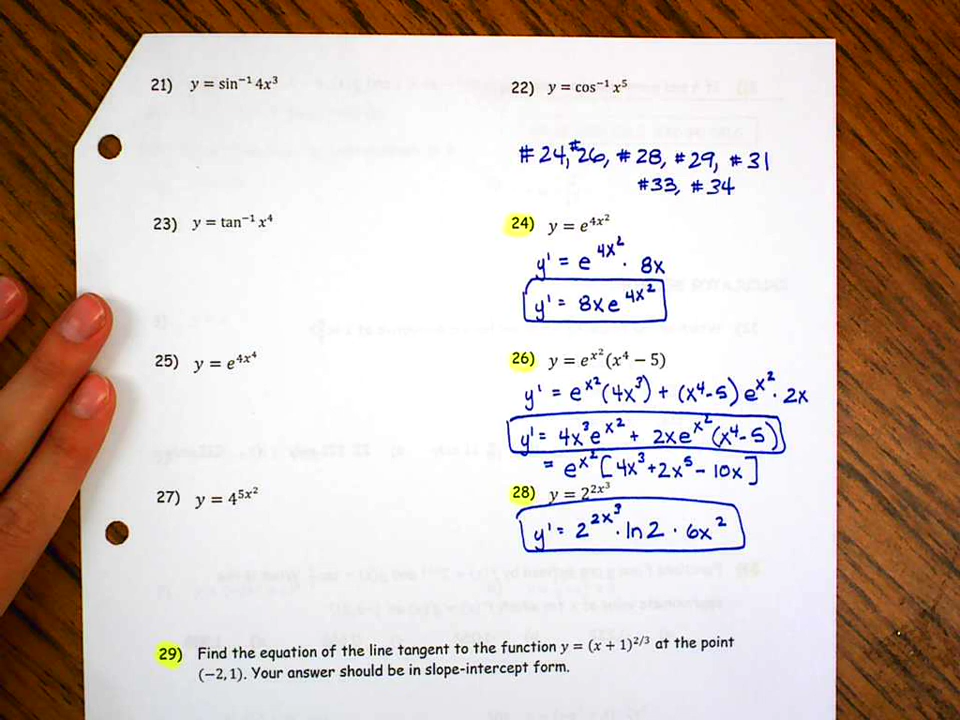 21) y = sin⁻¹ 4x³
22) y = cos⁻¹ x⁵
#24, #26, #28, #29, #31
#33, #34
23) y = tan⁻¹ x⁴
24) y = e^{4x²}
y' = e^{4x²} · 8x
y' = 8xe^{4x²}
25) y = e^{4x⁴}
26) y = e^{x²}(x⁴ − 5)
y' = e^{x²}(4x³) + (x⁴-5) e^{x²} · 2x
y' = 4x³e^{x²} + 2xe^{x²}(x⁴-5)
= e^{x²}[4x³+2x⁵-10x]
27) y = 4^{5x²}
28) y = 2^{2x³}
y' = 2^{2x³} · ln2 · 6x²
29) Find the equation of the line tangent to the function y = (x + 1)^{2/3} at the point
(−2, 1). Your answer should be in slope-intercept form.